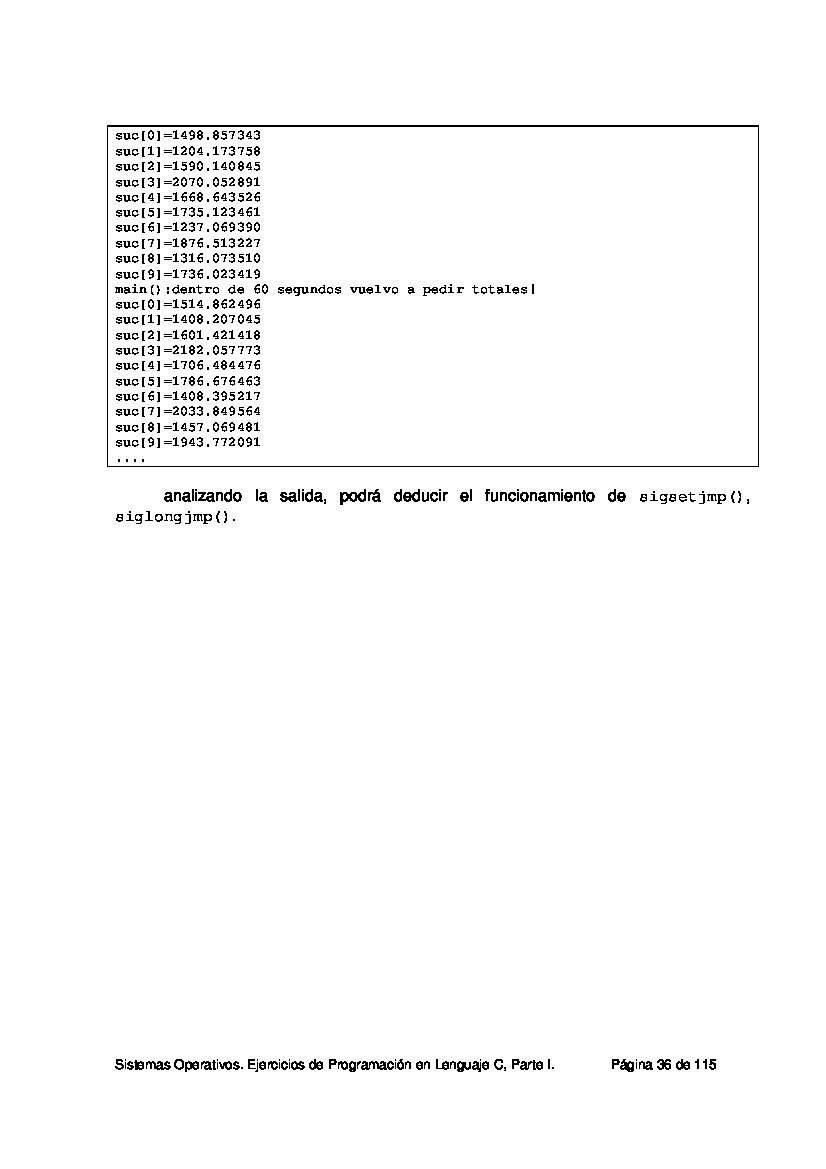 suc[0]=1498.857343
suc[1]=1204.173758
suc[2]=1590.140845
suc[3]=2070.052891
suc[4]=1668.643526
suc[5]=1735.123461
suc[6]=1237.069390
suc[7]=1876.513227
suc[8]=1316.073510
suc[9]=1736.023419
main():dentro de 60 segundos vuelvo a pedir totales!
suc[0]=1514.862496
suc[1]=1408.207045
suc[2]=1601.421418
suc[3]=2182.057773
suc[4]=1706.484476
suc[5]=1786.676463
suc[6]=1408.395217
suc[7]=2033.849564
suc[8]=1457.069481
suc[9]=1943.772091
....
analizando la salida, podrá deducir el funcionamiento de sigsetjmp(),
siglongjmp().
Sistemas Operativos. Ejercicios de Programación en Lenguaje C, Parte I. Página 36 de 115